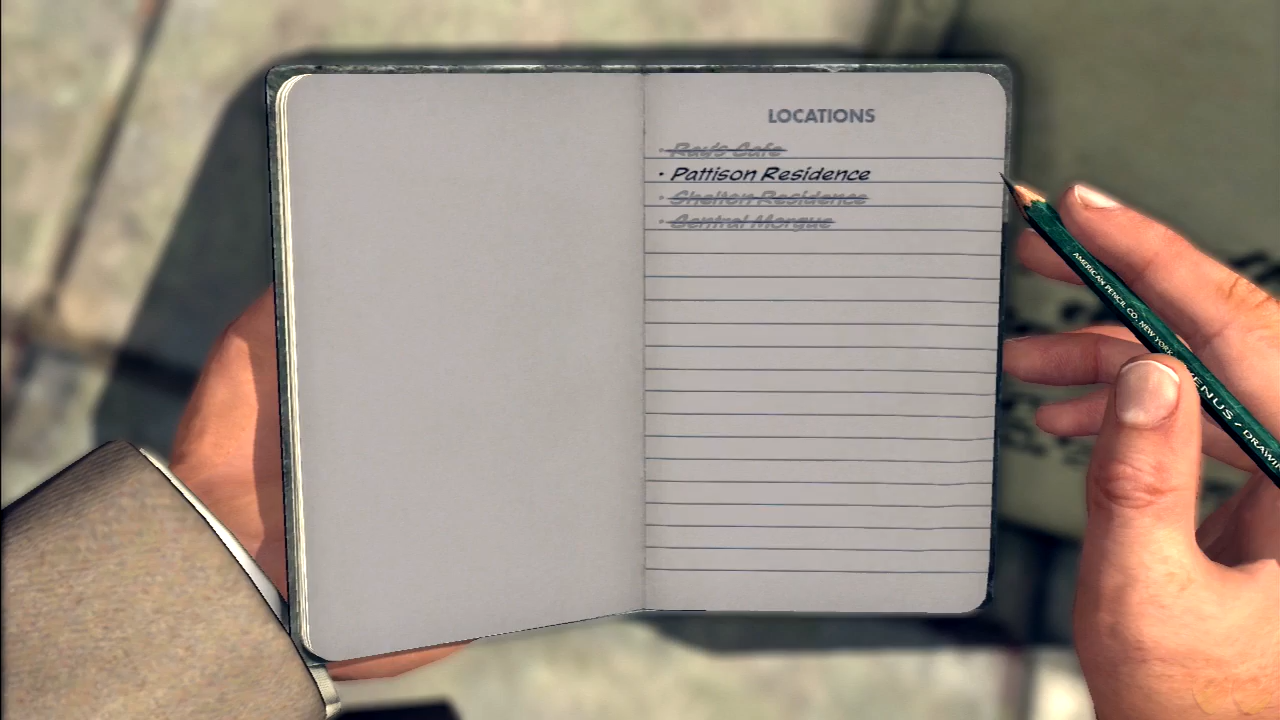 LOCATIONS
• Ray's Cafe
• Pattison Residence
• Shelton Residence
• Central Morgue
AMERICAN PENCIL CO. NEW YORK
VENUS / DRAWI